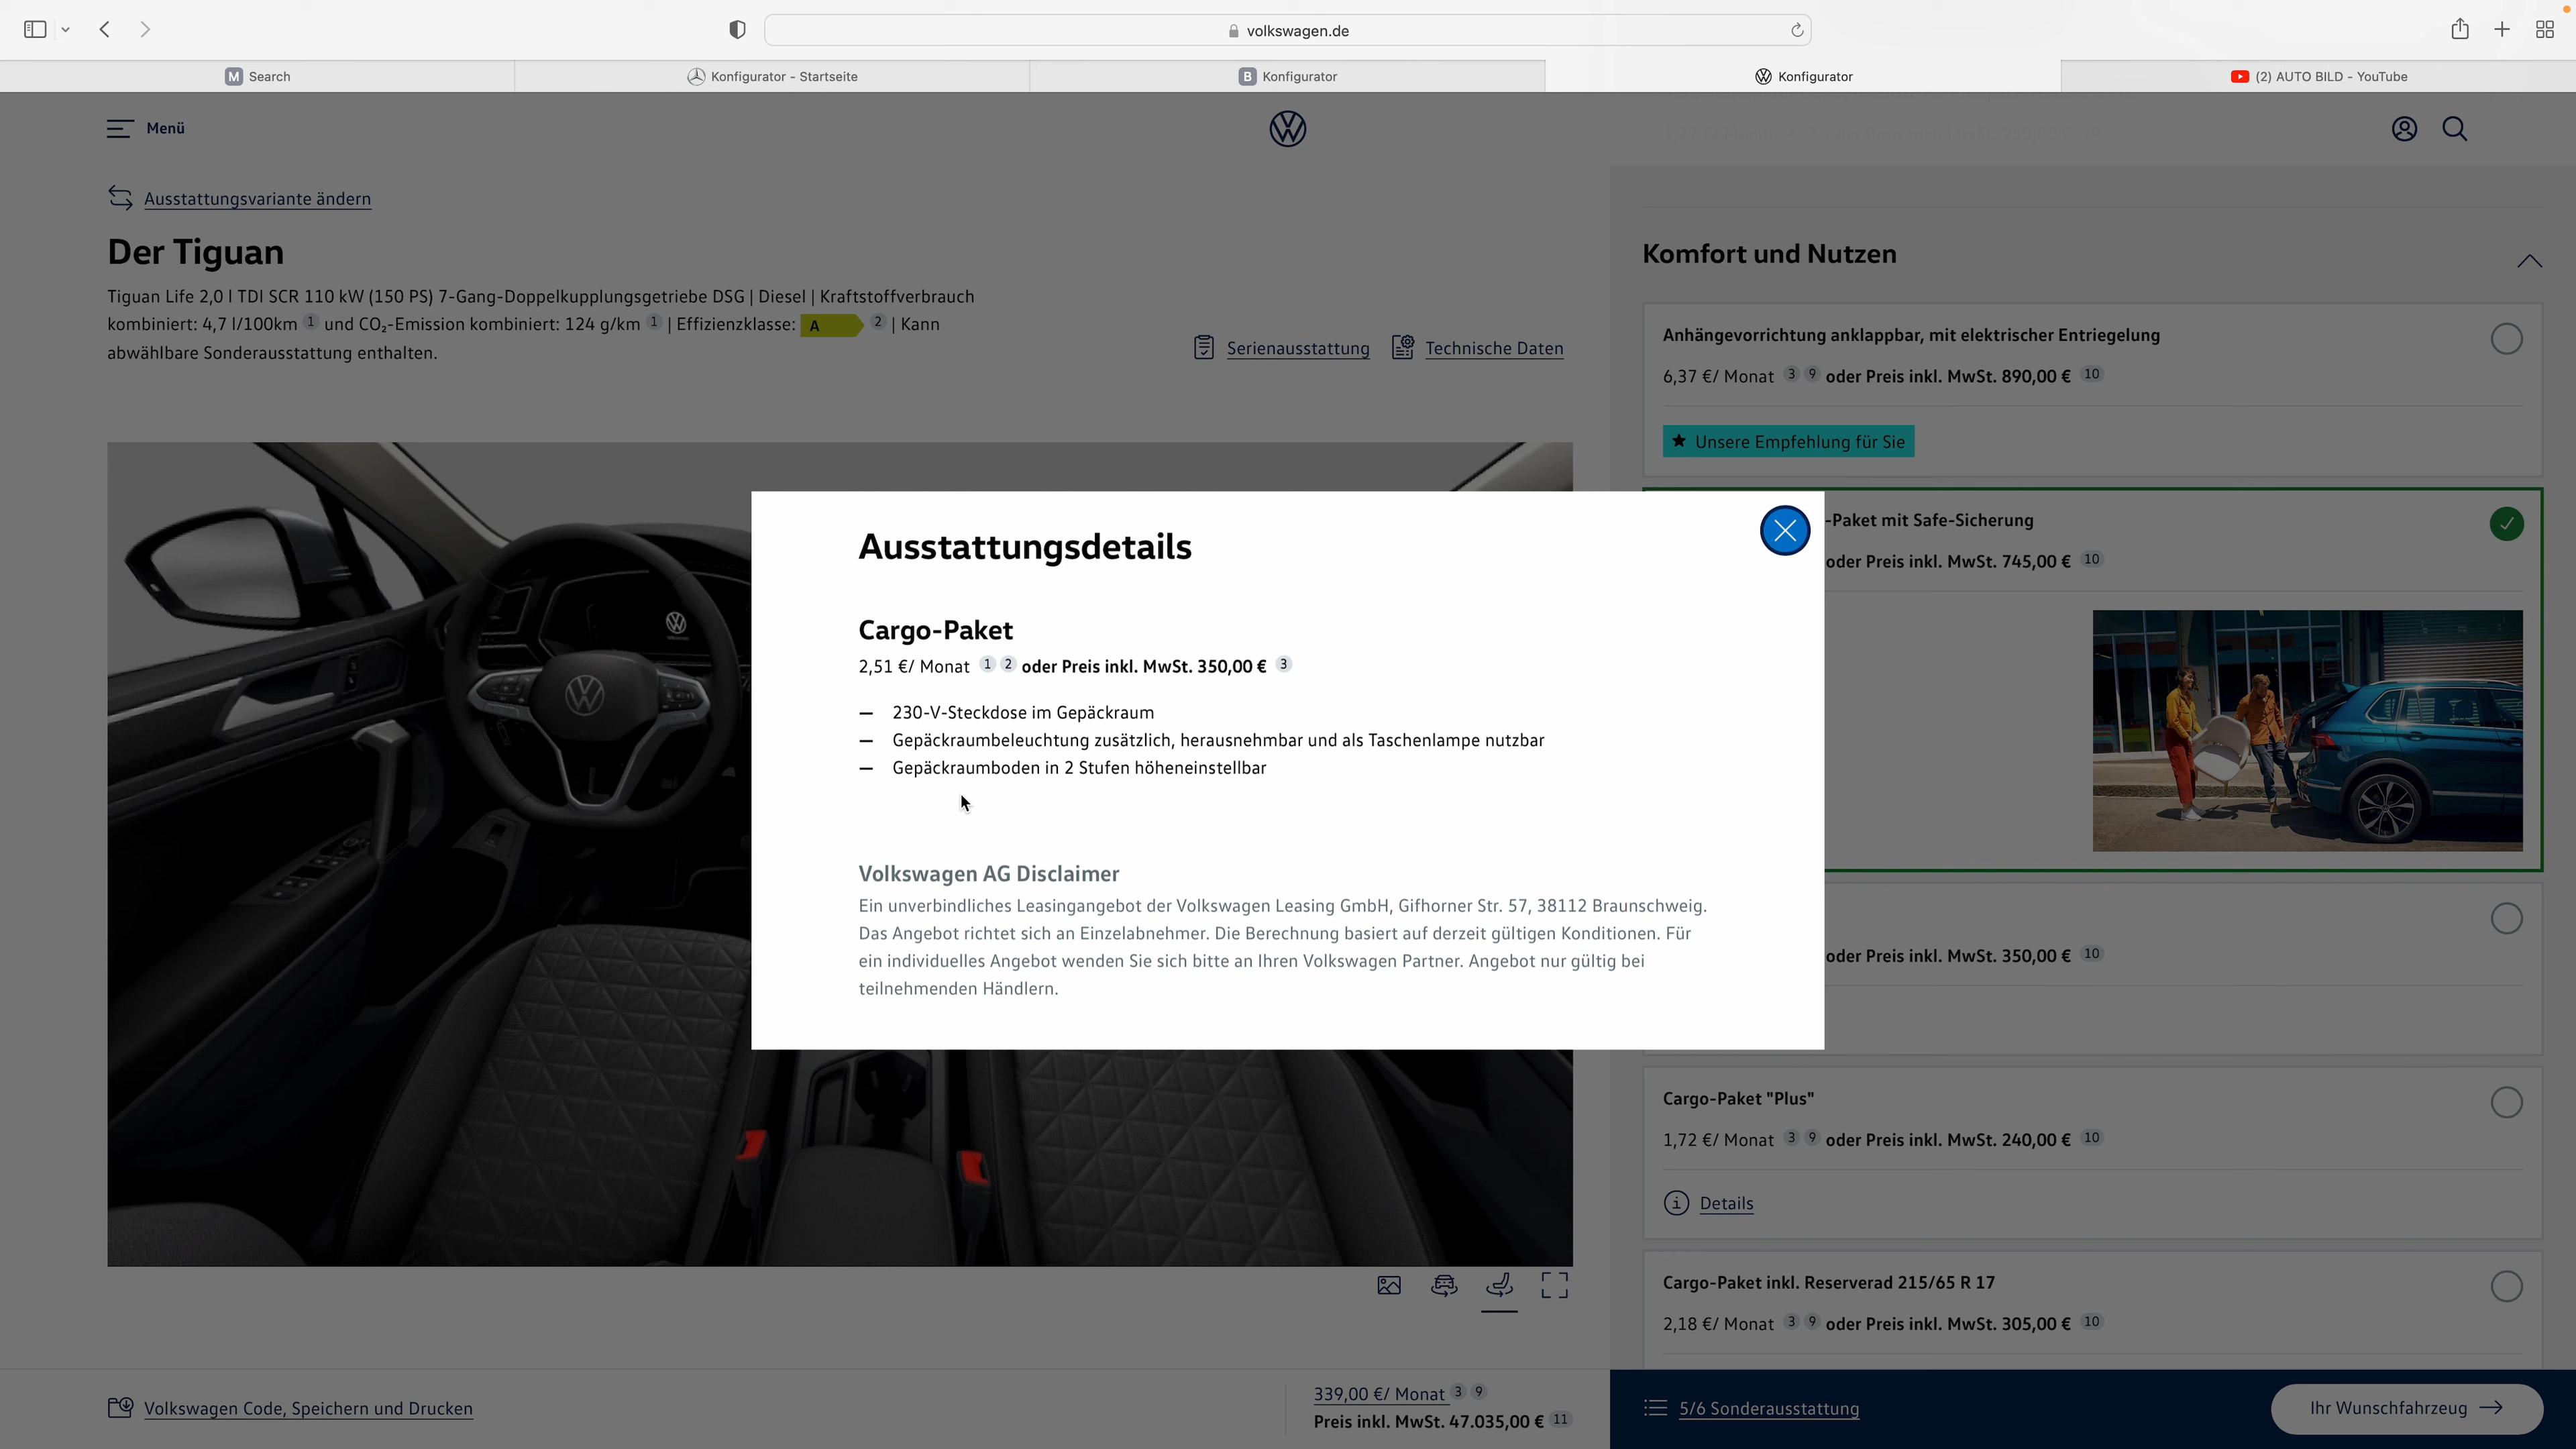 volkswagen.de
M Search
Konfigurator - Startseite
B Konfigurator
Konfigurator
(2) AUTO BILD - YouTube
Menü
Ausstattungsvariante ändern
Der Tiguan
Tiguan Life 2,0 l TDI SCR 110 kW (150 PS) 7-Gang-Doppelkupplungsgetriebe DSG | Diesel | Kraftstoffverbrauch
kombiniert: 4,7 l/100km 1 und CO₂-Emission kombiniert: 124 g/km 1 | Effizienzklasse: A 2 | Kann
abwählbare Sonderausstattung enthalten.
Serienausstattung
Technische Daten
Komfort und Nutzen
Anhängevorrichtung anklappbar, mit elektrischer Entriegelung
6,37 €/ Monat 3 9 oder Preis inkl. MwSt. 890,00 € 10
★ Unsere Empfehlung für Sie
-Paket mit Safe-Sicherung
oder Preis inkl. MwSt. 745,00 € 10
Ausstattungsdetails
Cargo-Paket
2,51 €/ Monat 1 2 oder Preis inkl. MwSt. 350,00 € 3
– 230-V-Steckdose im Gepäckraum
– Gepäckraumbeleuchtung zusätzlich, herausnehmbar und als Taschenlampe nutzbar
– Gepäckraumboden in 2 Stufen höheneinstellbar
Volkswagen AG Disclaimer
Ein unverbindliches Leasingangebot der Volkswagen Leasing GmbH, Gifhorner Str. 57, 38112 Braunschweig.
Das Angebot richtet sich an Einzelabnehmer. Die Berechnung basiert auf derzeit gültigen Konditionen. Für
ein individuelles Angebot wenden Sie sich bitte an Ihren Volkswagen Partner. Angebot nur gültig bei
teilnehmenden Händlern.
oder Preis inkl. MwSt. 350,00 € 10
Cargo-Paket "Plus"
1,72 €/ Monat 3 9 oder Preis inkl. MwSt. 240,00 € 10
Details
Cargo-Paket inkl. Reserverad 215/65 R 17
2,18 €/ Monat 3 9 oder Preis inkl. MwSt. 305,00 € 10
Volkswagen Code, Speichern und Drucken
339,00 €/ Monat 3 9
Preis inkl. MwSt. 47.035,00 € 11
5/6 Sonderausstattung
Ihr Wunschfahrzeug →